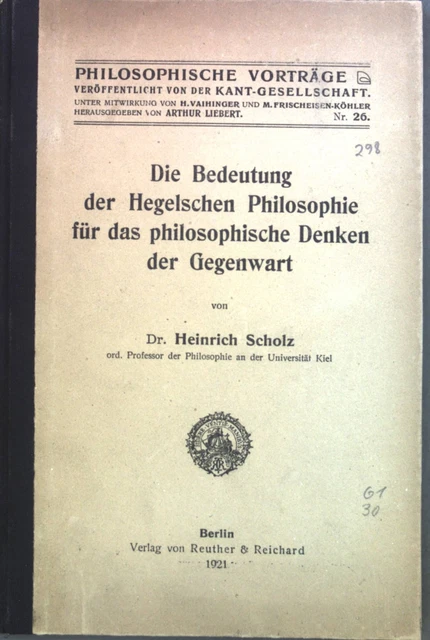 PHILOSOPHISCHE VORTRÄGE
VERÖFFENTLICHT VON DER KANT-GESELLSCHAFT.
UNTER MITWIRKUNG VON H. VAIHINGER UND M. FRISCHEISEN-KÖHLER
HERAUSGEGEBEN VON ARTHUR LIEBERT. Nr. 26.
298
Die Bedeutung
der Hegelschen Philosophie
für das philosophische Denken
der Gegenwart
von
Dr. Heinrich Scholz
ord. Professor der Philosophie an der Universität Kiel
G1
30
Berlin
Verlag von Reuther & Reichard
1921